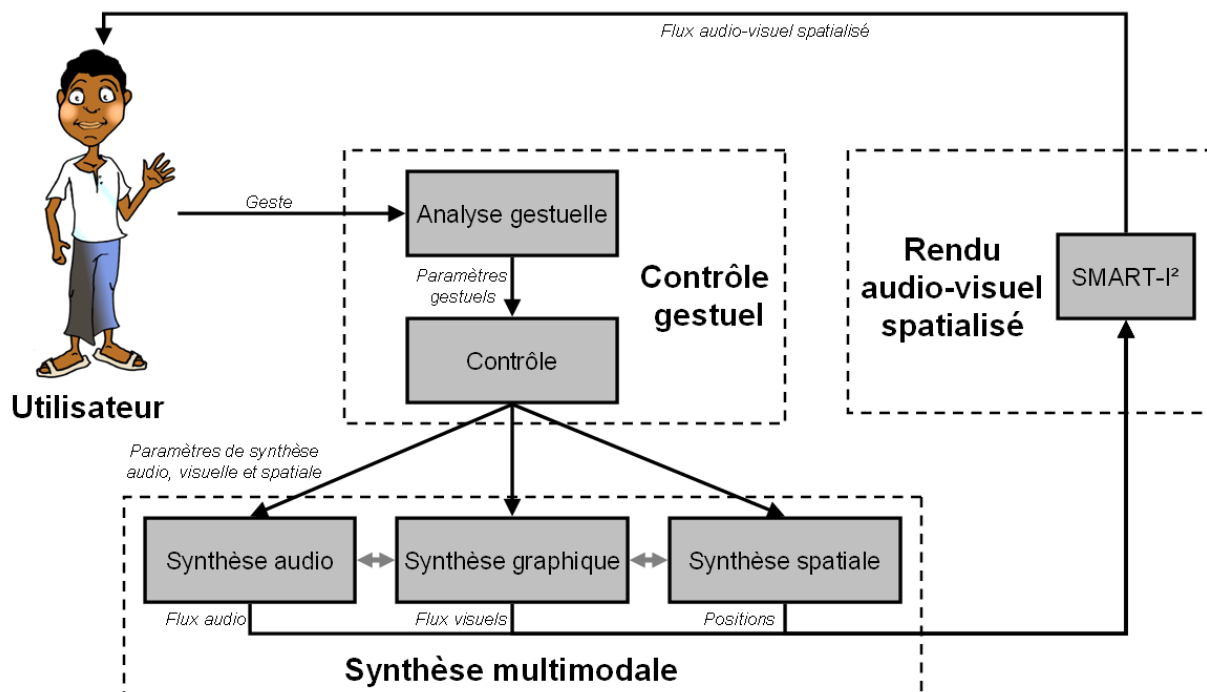 Flux audio-visuel spatialisé
Geste
Analyse gestuelle
Paramètres
gestuels
Contrôle
gestuel
Contrôle
Rendu
audio-visuel
spatialisé
SMART-I²
Utilisateur
Paramètres de synthèse
audio, visuelle et spatiale
Synthèse audio
Synthèse graphique
Synthèse spatiale
Flux audio
Flux visuels
Positions
Synthèse multimodale